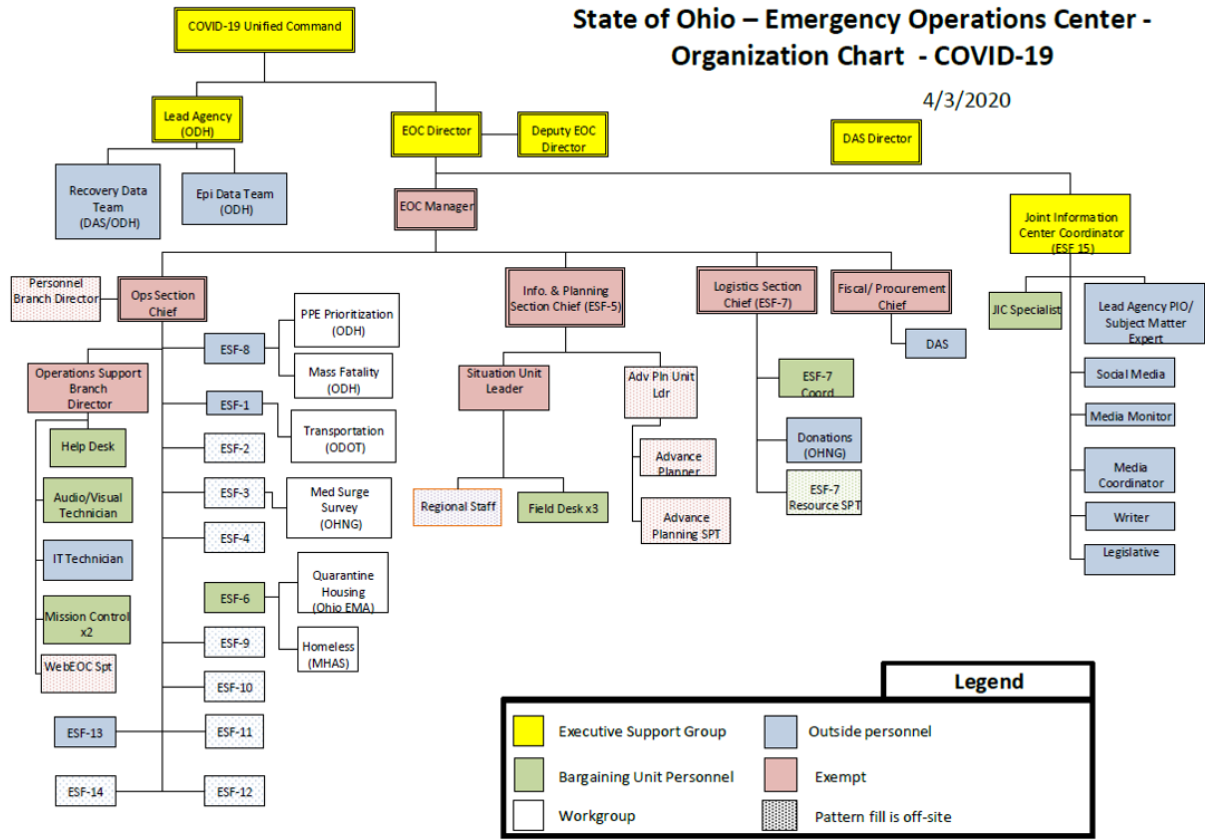 State of Ohio – Emergency Operations Center -
Organization Chart - COVID-19
4/3/2020
COVID-19 Unified Command
Lead Agency
(ODH)
EOC Director
Deputy EOC
Director
DAS Director
Recovery Data
Team
(DAS/ODH)
Epi Data Team
(ODH)
EOC Manager
Joint Information
Center Coordinator
(ESF 15)
Personnel
Branch Director
Ops Section
Chief
Info. & Planning
Section Chief (ESF-5)
Logistics Section
Chief (ESF-7)
Fiscal/ Procurement
Chief
JIC Specialist
Lead Agency PIO/
Subject Matter
Expert
PPE Prioritization
(ODH)
ESF-8
Mass Fatality
(ODH)
DAS
Operations Support
Branch
Director
Situation Unit
Leader
Adv Pln Unit
Ldr
ESF-7
Coord
Social Media
ESF-1
Transportation
(ODOT)
Media Monitor
Help Desk
ESF-2
Advance
Planner
Donations
(OHNG)
Media
Coordinator
Audio/Visual
Technician
ESF-3
Med Surge
Survey
(OHNG)
Regional Staff
Field Desk x3
Advance
Planning SPT
ESF-7
Resource SPT
Writer
ESF-4
IT Technician
Legislative
Quarantine
Housing
(Ohio EMA)
ESF-6
Mission Control
x2
ESF-9
Homeless
(MHAS)
WebEOC Spt
ESF-10
ESF-13
ESF-11
ESF-14
ESF-12
Legend
Executive Support Group
Outside personnel
Bargaining Unit Personnel
Exempt
Workgroup
Pattern fill is off-site